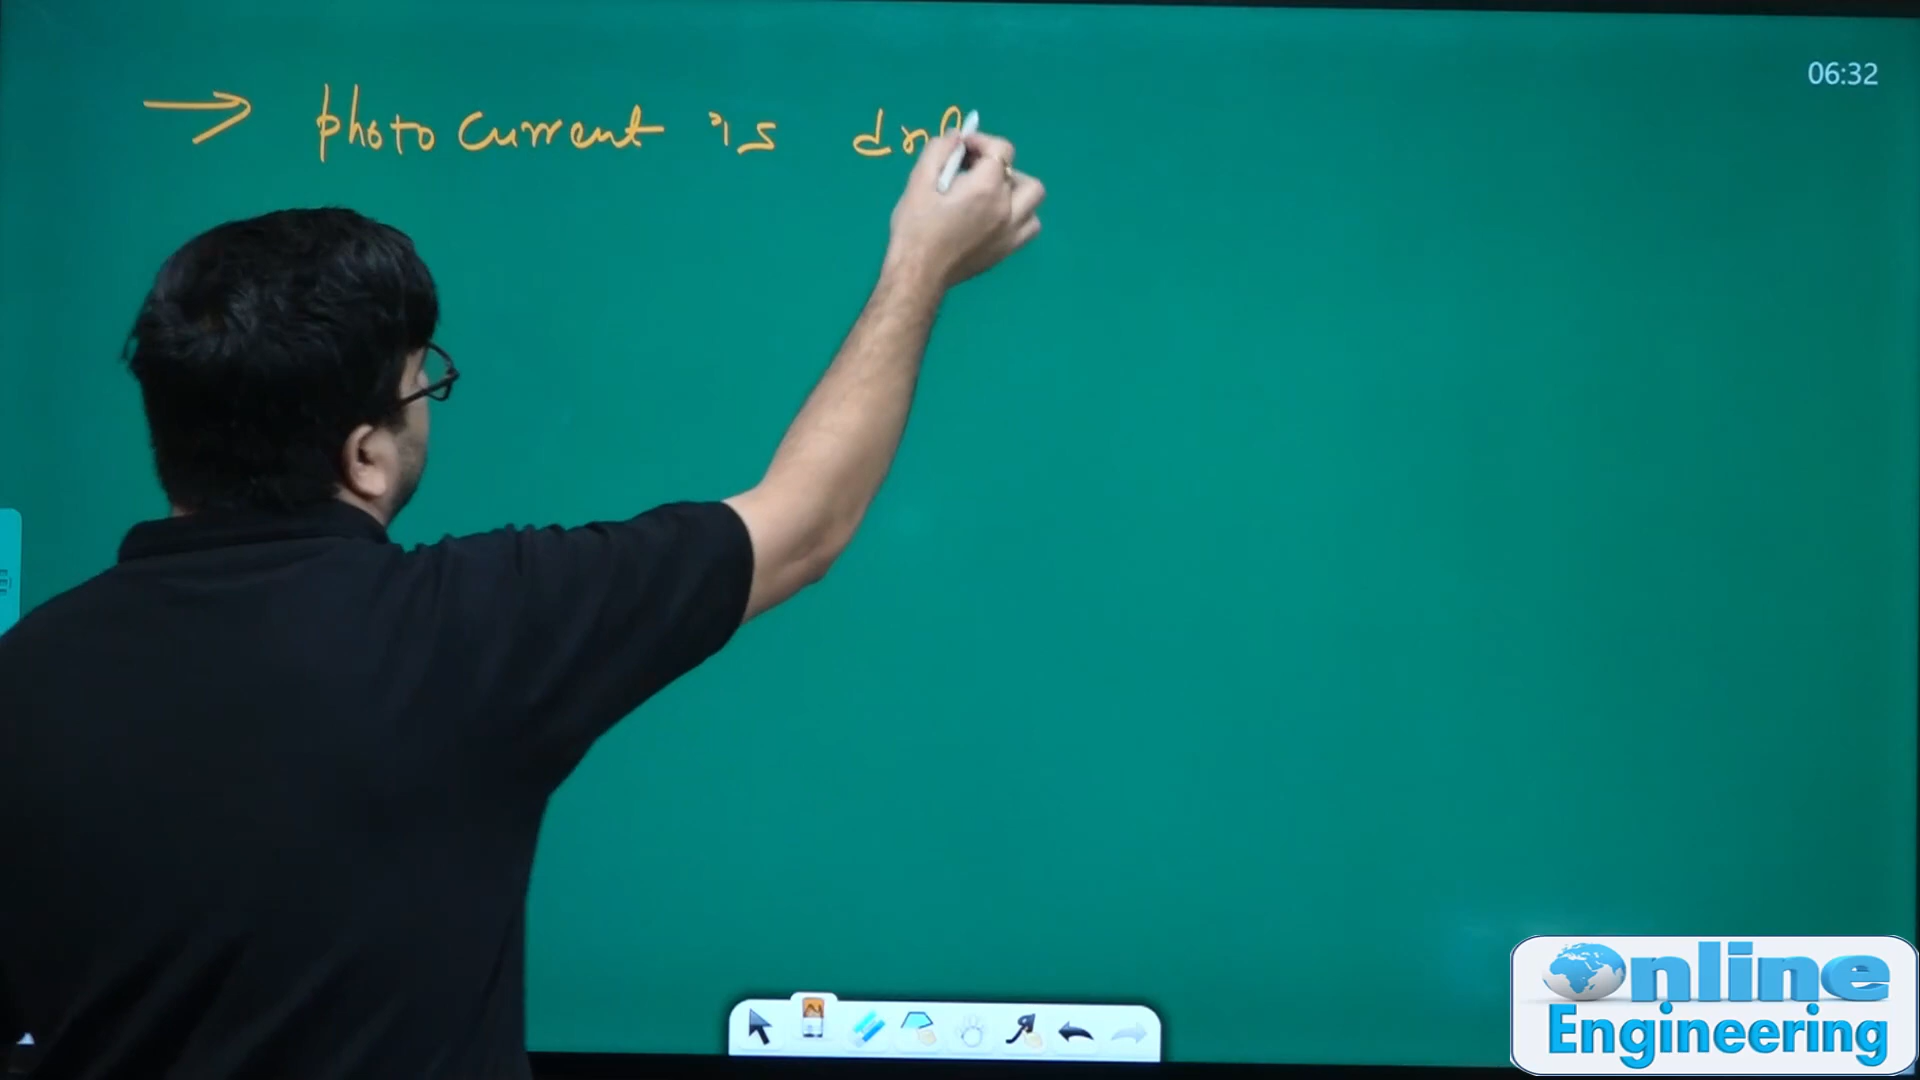 06:32
→ photo current is
Online
Engineering